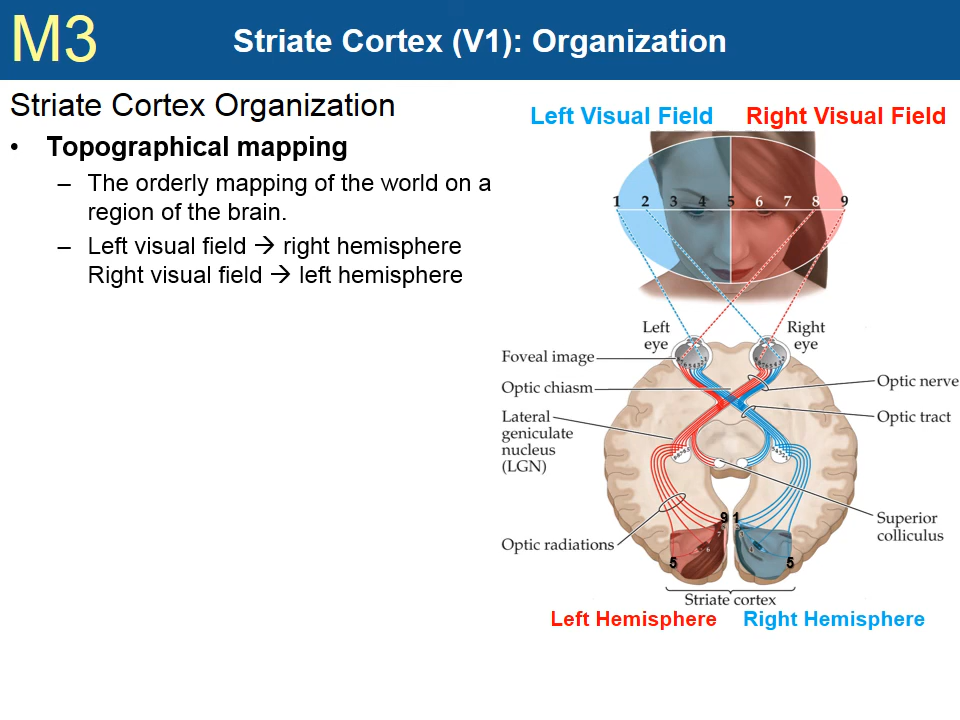 M3
Striate Cortex (V1): Organization
Striate Cortex Organization
• Topographical mapping
– The orderly mapping of the world on a
region of the brain.
– Left visual field → right hemisphere
Right visual field → left hemisphere
Left Visual Field Right Visual Field
1 2 3 4 5 6 7 8 9
Left
eye
Right
eye
Foveal image
Optic chiasm
Lateral
geniculate
nucleus
(LGN)
Optic radiations
Optic nerve
Optic tract
Superior
colliculus
9 1
5 5
Striate cortex
Left Hemisphere Right Hemisphere